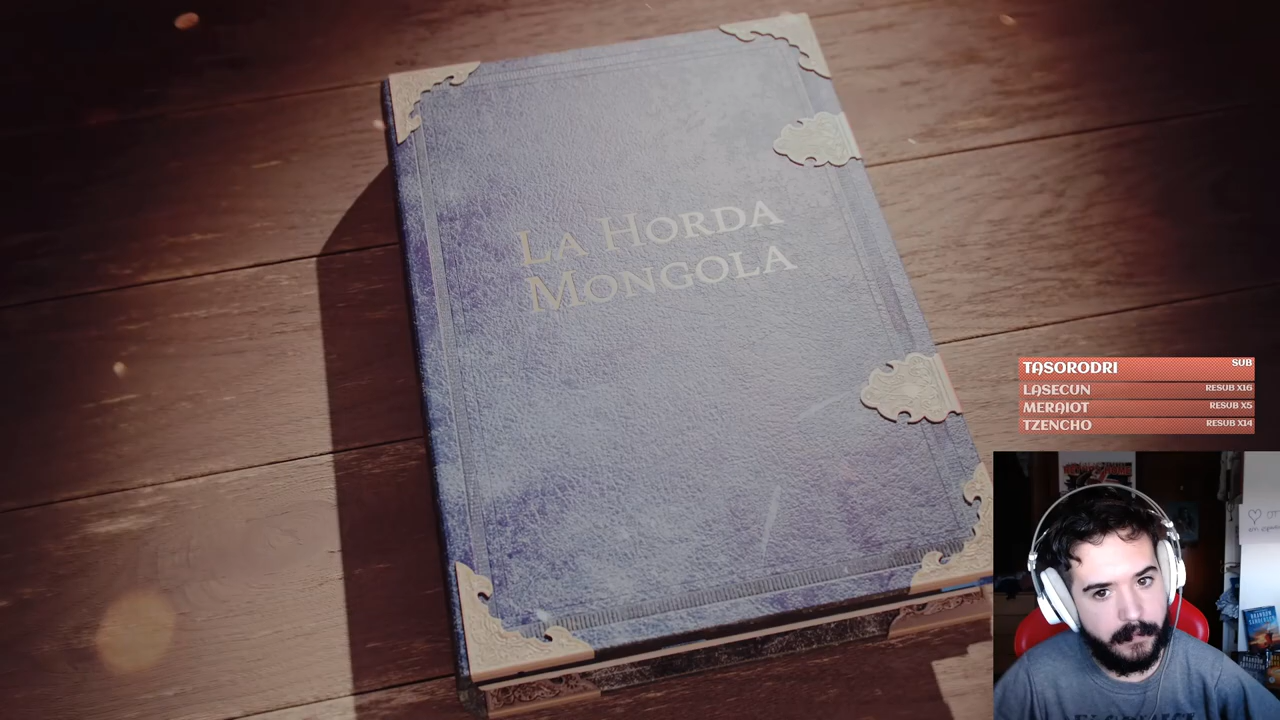 LA HORDA
MONGOLA
TASORODRI SUB
LASECUN RESUB X16
MERAIOT RESUB X5
TZENCHO RESUB X14